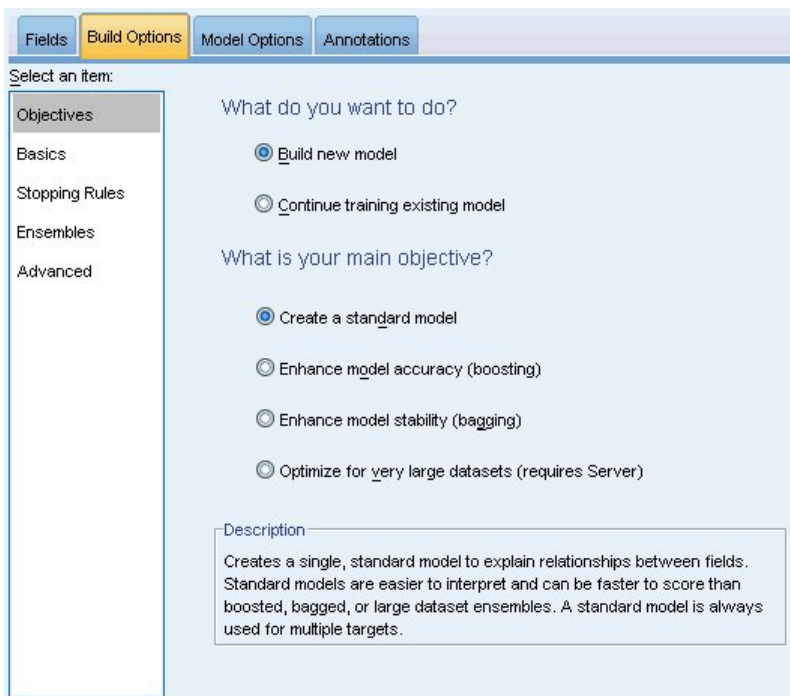 Fields Build Options Model Options Annotations
Select an item:
Objectives
Basics
Stopping Rules
Ensembles
Advanced
What do you want to do?
Build new model
Continue training existing model
What is your main objective?
Create a standard model
Enhance model accuracy (boosting)
Enhance model stability (bagging)
Optimize for very large datasets (requires Server)
Description
Creates a single, standard model to explain relationships between fields.
Standard models are easier to interpret and can be faster to score than
boosted, bagged, or large dataset ensembles. A standard model is always
used for multiple targets.